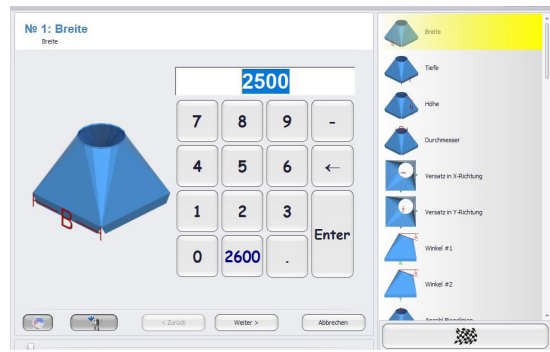 № 1: Breite
Breite
2500
7 8 9 -
4 5 6 ←
1 2 3 Enter
0 2600 .
B
< Zurück Weiter > Abbrechen
Breite
Tiefe
Höhe
Durchmesser
Versatz in X-Richtung
Versatz in Y-Richtung
Winkel #1
Winkel #2